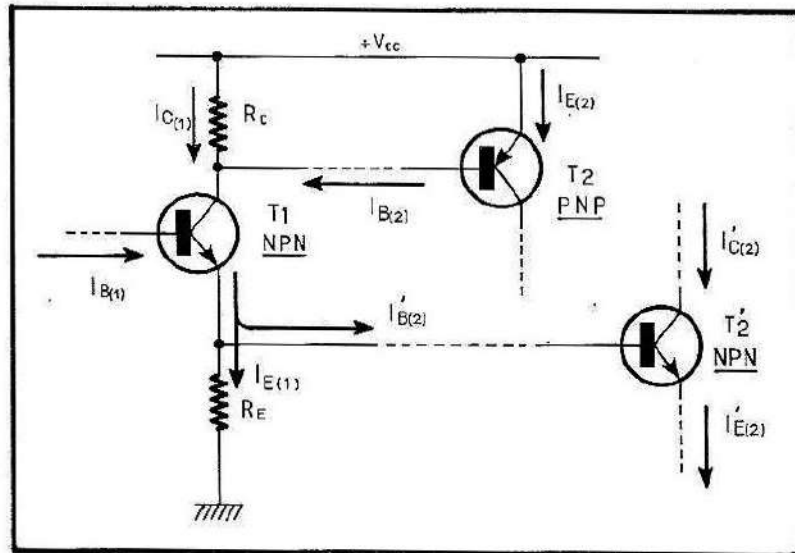 +Vcc
IC(1)
RC
IE(2)
T2
PNP
IB(2)
T1
NPN
IB(1)
I'C(2)
I'B(2)
T'2
NPN
IE(1)
RE
I'E(2)